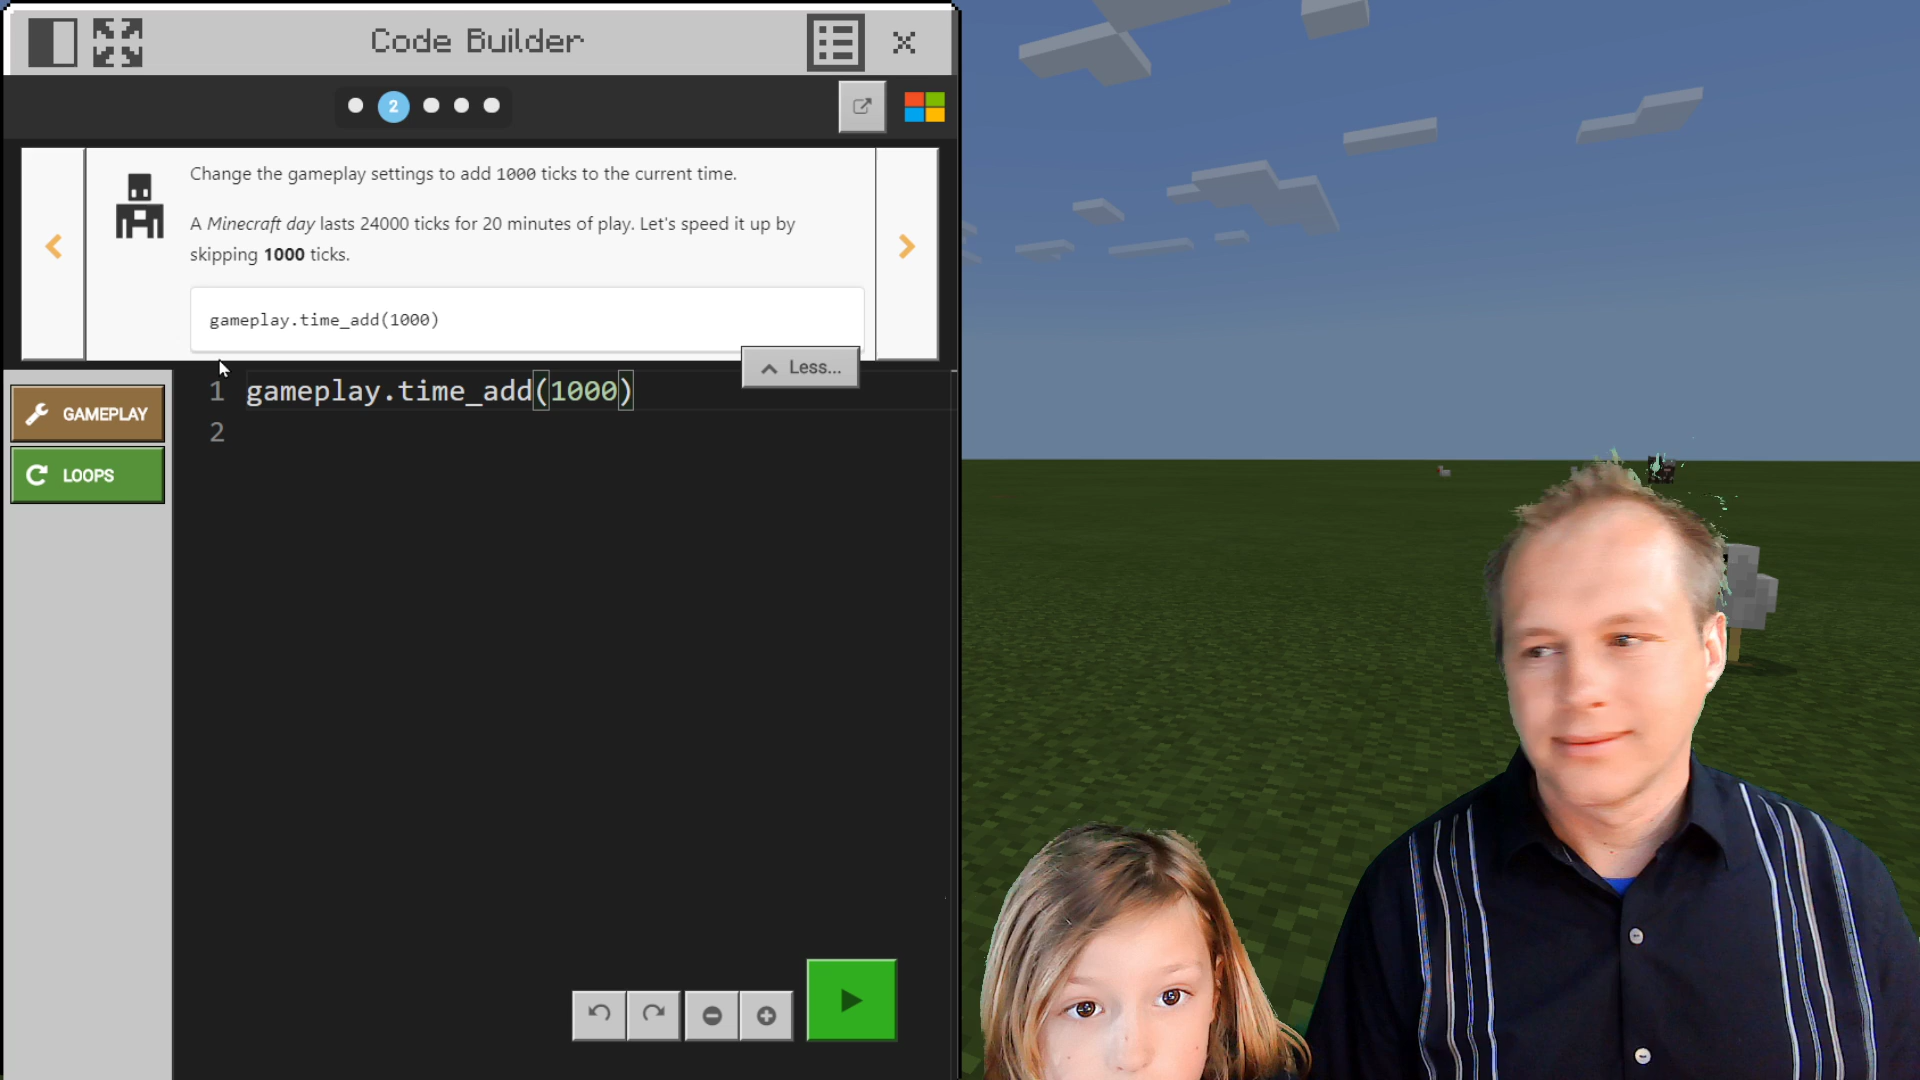 Code Builder
2
Change the gameplay settings to add 1000 ticks to the current time.
A Minecraft day lasts 24000 ticks for 20 minutes of play. Let's speed it up by
skipping 1000 ticks.
gameplay.time_add(1000)
Less...
1 gameplay.time_add(1000)
2
GAMEPLAY
LOOPS